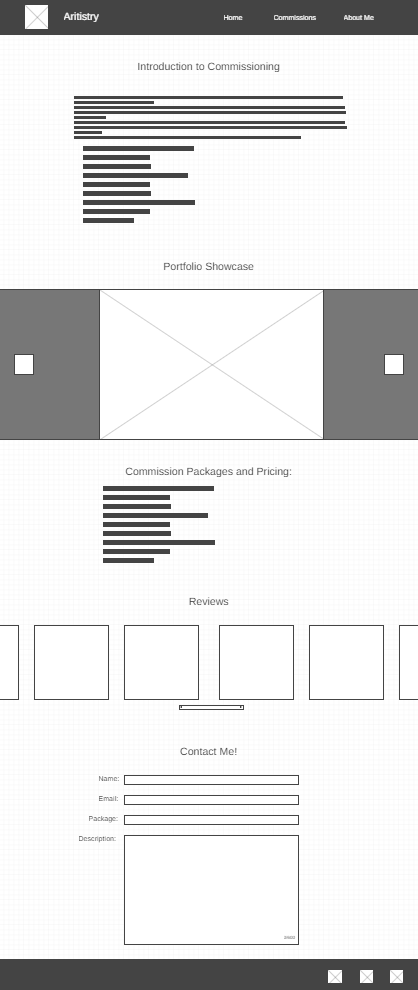 Aritistry
Home
Commissions
About Me
Introduction to Commissioning
Portfolio Showcase
Commission Packages and Pricing:
Reviews
Contact Me!
Name:
Email:
Package:
Description: